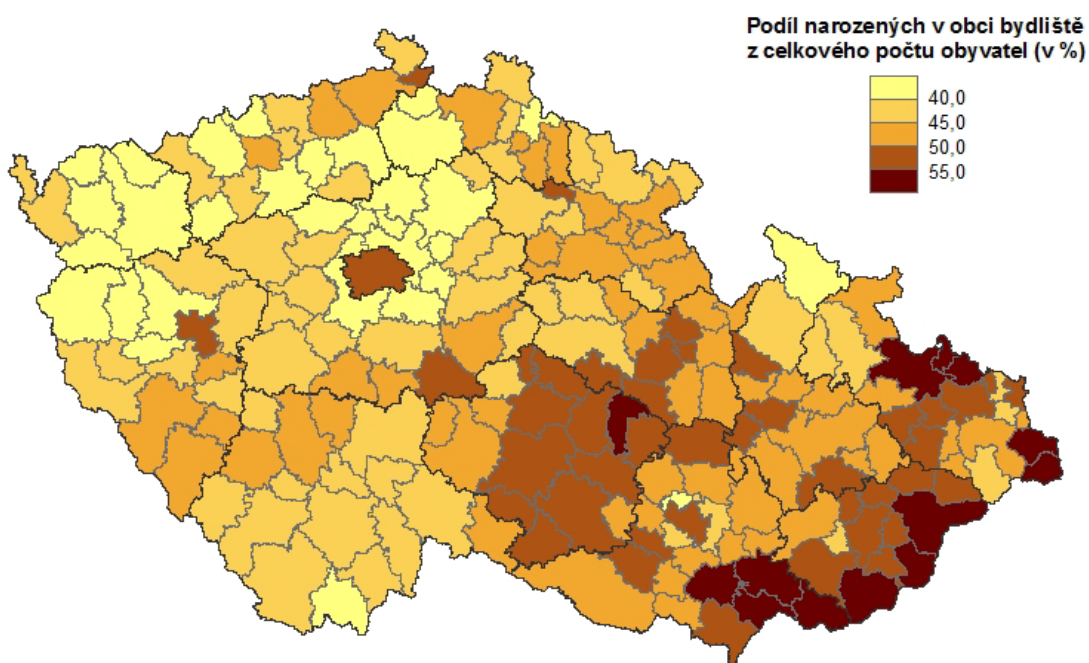 Podíl narozených v obci bydliště
z celkového počtu obyvatel (v %)
40,0
45,0
50,0
55,0